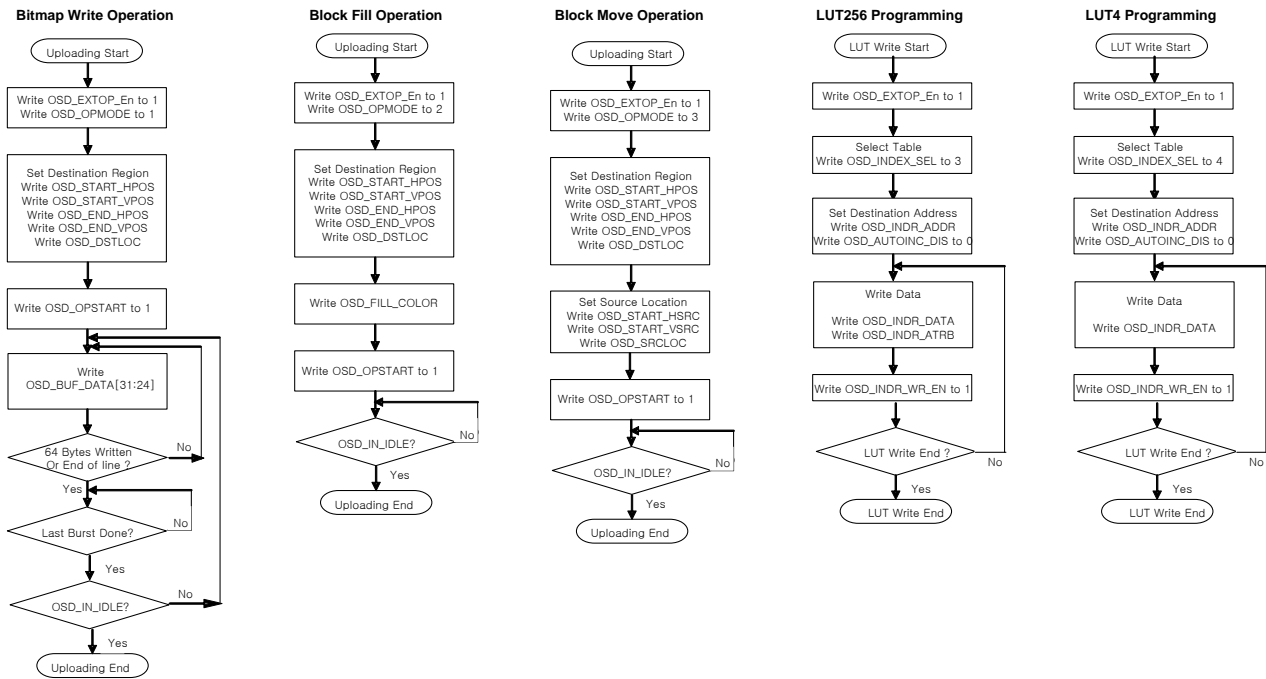 Bitmap Write Operation
Uploading Start
Write OSD_EXTOP_En to 1
Write OSD_OPMODE to 1
Set Destination Region
Write OSD_START_HPOS
Write OSD_START_VPOS
Write OSD_END_HPOS
Write OSD_END_VPOS
Write OSD_DSTLOC
Write OSD_OPSTART to 1
Write
OSD_BUF_DATA[31:24]
64 Bytes Written
Or End of line ?
No
Yes
Last Burst Done?
No
Yes
OSD_IN_IDLE?
No
Yes
Uploading End
Block Fill Operation
Uploading Start
Write OSD_EXTOP_En to 1
Write OSD_OPMODE to 2
Set Destination Region
Write OSD_START_HPOS
Write OSD_START_VPOS
Write OSD_END_HPOS
Write OSD_END_VPOS
Write OSD_DSTLOC
Write OSD_FILL_COLOR
Write OSD_OPSTART to 1
OSD_IN_IDLE?
No
Yes
Uploading End
Block Move Operation
Uploading Start
Write OSD_EXTOP_En to 1
Write OSD_OPMODE to 3
Set Destination Region
Write OSD_START_HPOS
Write OSD_START_VPOS
Write OSD_END_HPOS
Write OSD_END_VPOS
Write OSD_DSTLOC
Set Source Location
Write OSD_START_HSRC
Write OSD_START_VSRC
Write OSD_SRCLOC
Write OSD_OPSTART to 1
OSD_IN_IDLE?
No
Yes
Uploading End
LUT256 Programming
LUT Write Start
Write OSD_EXTOP_En to 1
Select Table
Write OSD_INDEX_SEL to 3
Set Destination Address
Write OSD_INDR_ADDR
Write OSD_AUTOINC_DIS to 0
Write Data
Write OSD_INDR_DATA
Write OSD_INDR_ATRB
Write OSD_INDR_WR_EN to 1
LUT Write End ?
No
Yes
LUT Write End
LUT4 Programming
LUT Write Start
Write OSD_EXTOP_En to 1
Select Table
Write OSD_INDEX_SEL to 4
Set Destination Address
Write OSD_INDR_ADDR
Write OSD_AUTOINC_DIS to 0
Write Data
Write OSD_INDR_DATA
Write OSD_INDR_WR_EN to 1
LUT Write End ?
No
Yes
LUT Write End